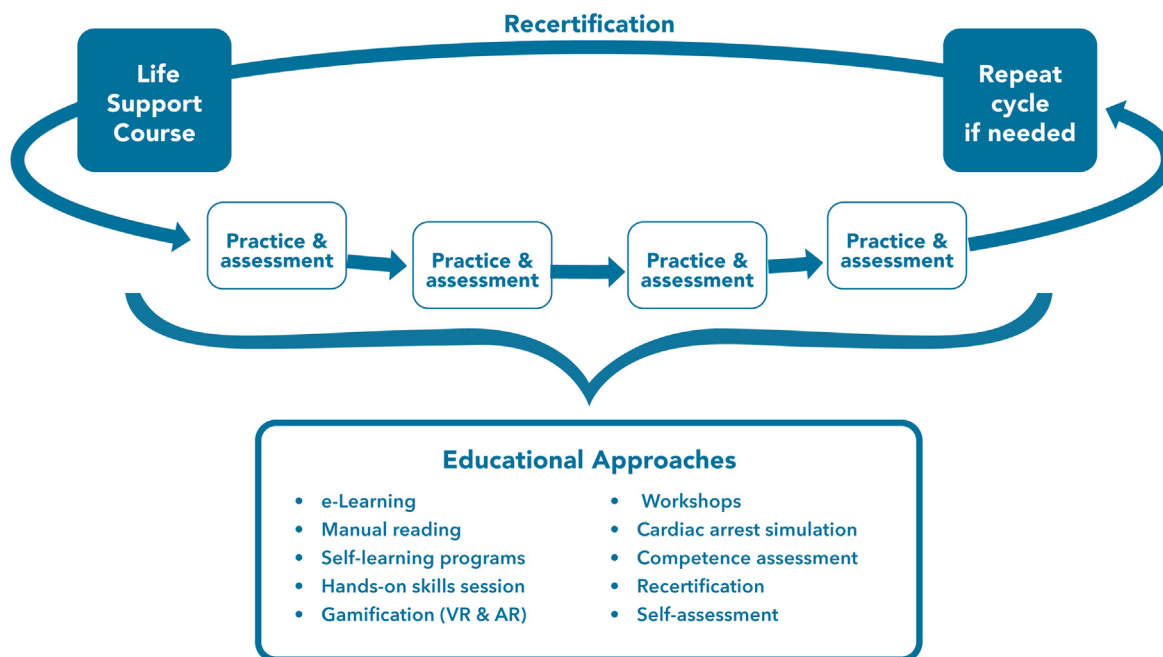 Recertification
Life
Support
Course
Repeat
cycle
if needed
Practice &
assessment
Practice &
assessment
Practice &
assessment
Practice &
assessment
Educational Approaches
• e-Learning
• Manual reading
• Self-learning programs
• Hands-on skills session
• Gamification (VR & AR)
• Workshops
• Cardiac arrest simulation
• Competence assessment
• Recertification
• Self-assessment